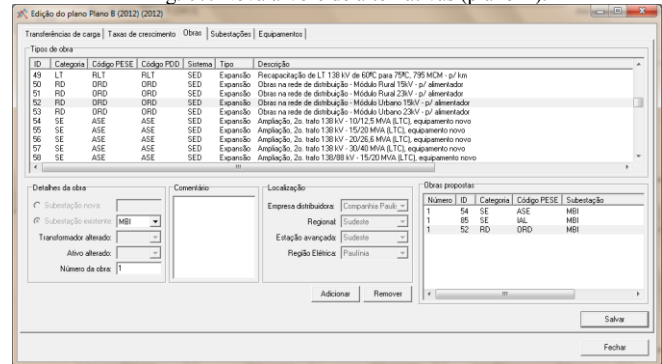 Edição do plano Plano B (2012) (2012)
Transferências de carga | Taxas de crescimento | Obras | Subestações | Equipamentos
Tipos de obra
ID Categoria Código PESE Código PDD Sistema Tipo Descrição
49 LT RLT RLT SED Expansão Recapacitação de LT 138 kV de 60ºC para 75ºC, 795 MCM - p/ km
50 RD ORD ORD SED Expansão Obras na rede de distribuição - Módulo Rural 15kV - p/ alimentador
51 RD ORD ORD SED Expansão Obras na rede de distribuição - Módulo Rural 23kV - p/ alimentador
52 RD ORD ORD SED Expansão Obras na rede de distribuição - Módulo Urbano 15kV - p/ alimentador
53 RD ORD ORD SED Expansão Obras na rede de distribuição - Módulo Urbano 23kV - p/ alimentador
54 SE ASE ASE SED Expansão Ampliação, 2o. trafo 138 kV - 10/12,5 MVA (LTC), equipamento novo
55 SE ASE ASE SED Expansão Ampliação, 2o. trafo 138 kV - 15/20 MVA (LTC), equipamento novo
56 SE ASE ASE SED Expansão Ampliação, 2o. trafo 138 kV - 20/26,6 MVA (LTC), equipamento novo
57 SE ASE ASE SED Expansão Ampliação, 2o. trafo 138 kV - 30/40 MVA (LTC), equipamento novo
58 SE ASE ASE SED Expansão Ampliação, 2o. trafo 138/88 kV - 15/20 MVA (LTC), equipamento novo
Detalhes da obra
Subestação nova:
Subestação existente: MBI
Transformador alterado:
Ativo alterado:
Número da obra: 1
Comentário
Localização
Empresa distribuidora: Companhia Pauli
Regional: Sudeste
Estação avançada: Sudeste
Região Elétrica: Paulínia
Adicionar Remover
Obras propostas
Número ID Categoria Código PESE Subestação
1 54 SE ASE MBI
1 85 SE IAL MBI
1 52 RD ORD MBI
Salvar
Fechar